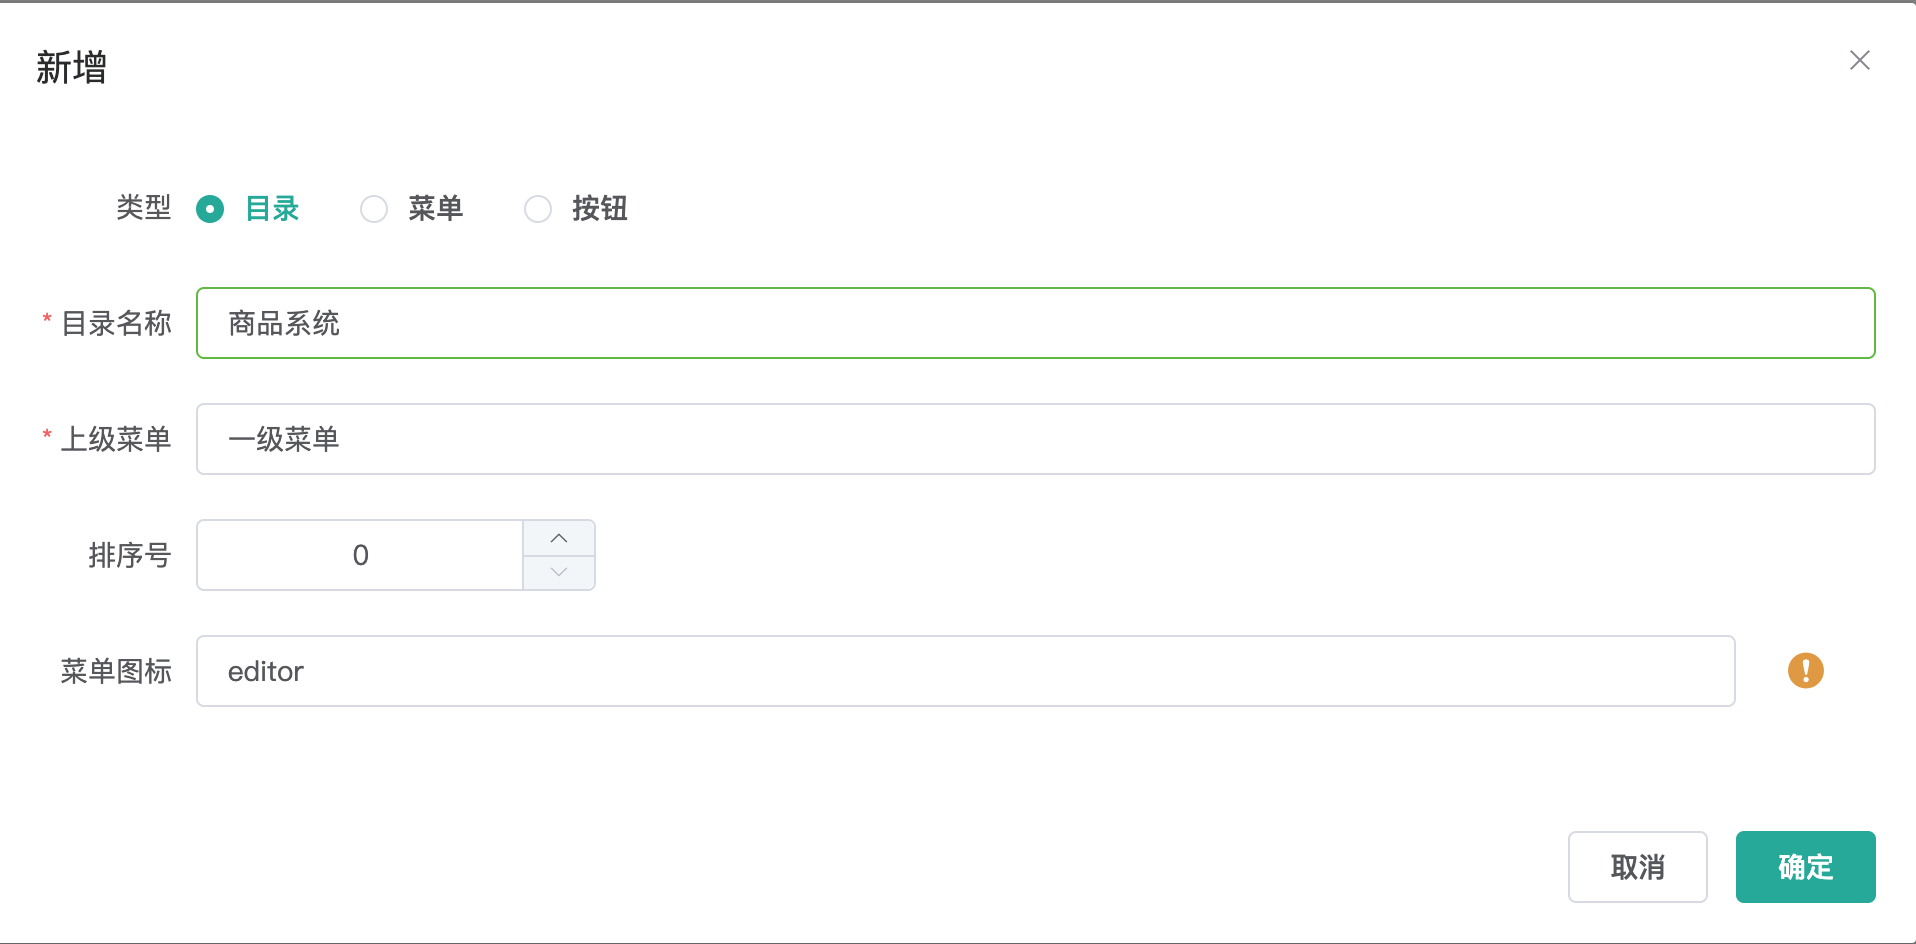 新增
类型 目录 菜单 按钮
* 目录名称 商品系统
* 上级菜单 一级菜单
排序号 0
菜单图标 editor
取消 确定